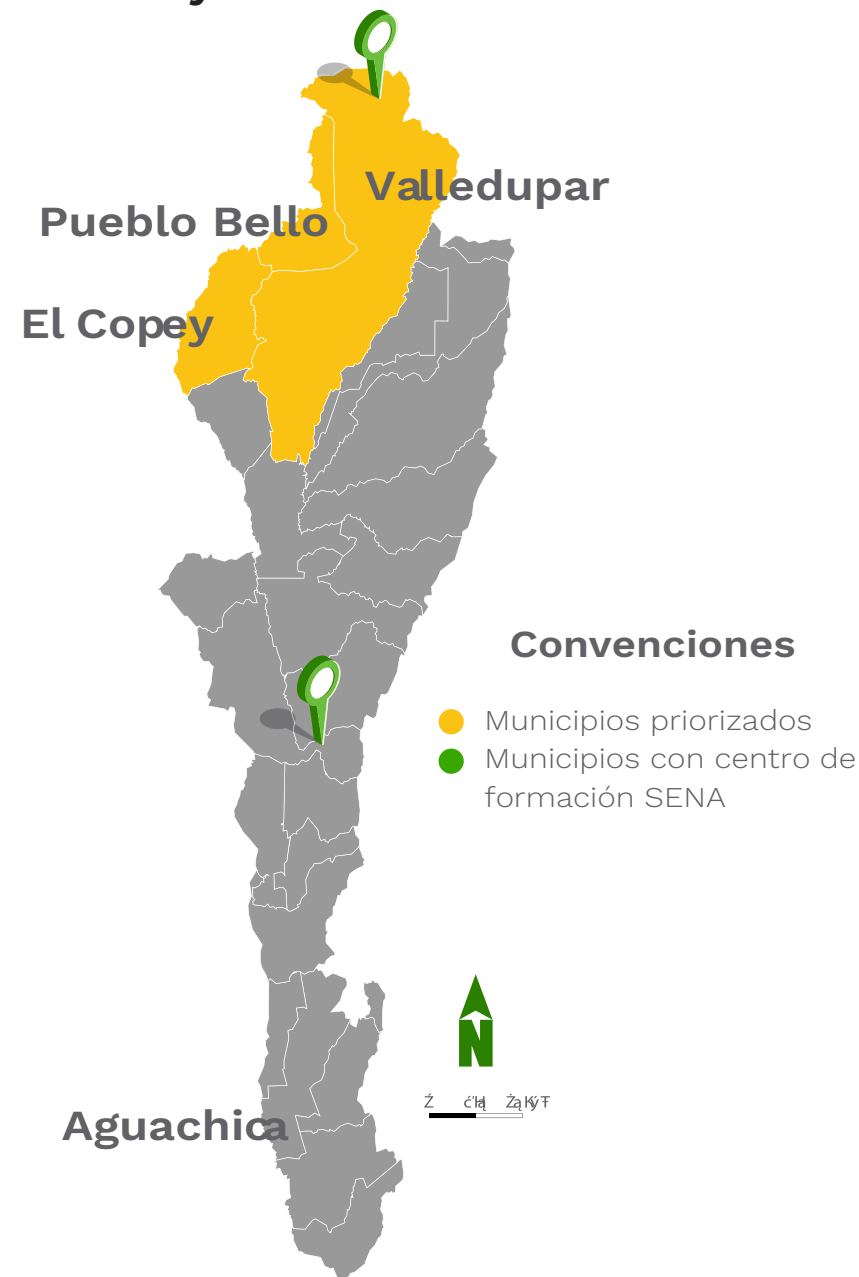 Valledupar
Pueblo Bello
El Copey
Convenciones
Municipios priorizados
Municipios con centro de
formación SENA
N
Aguachica